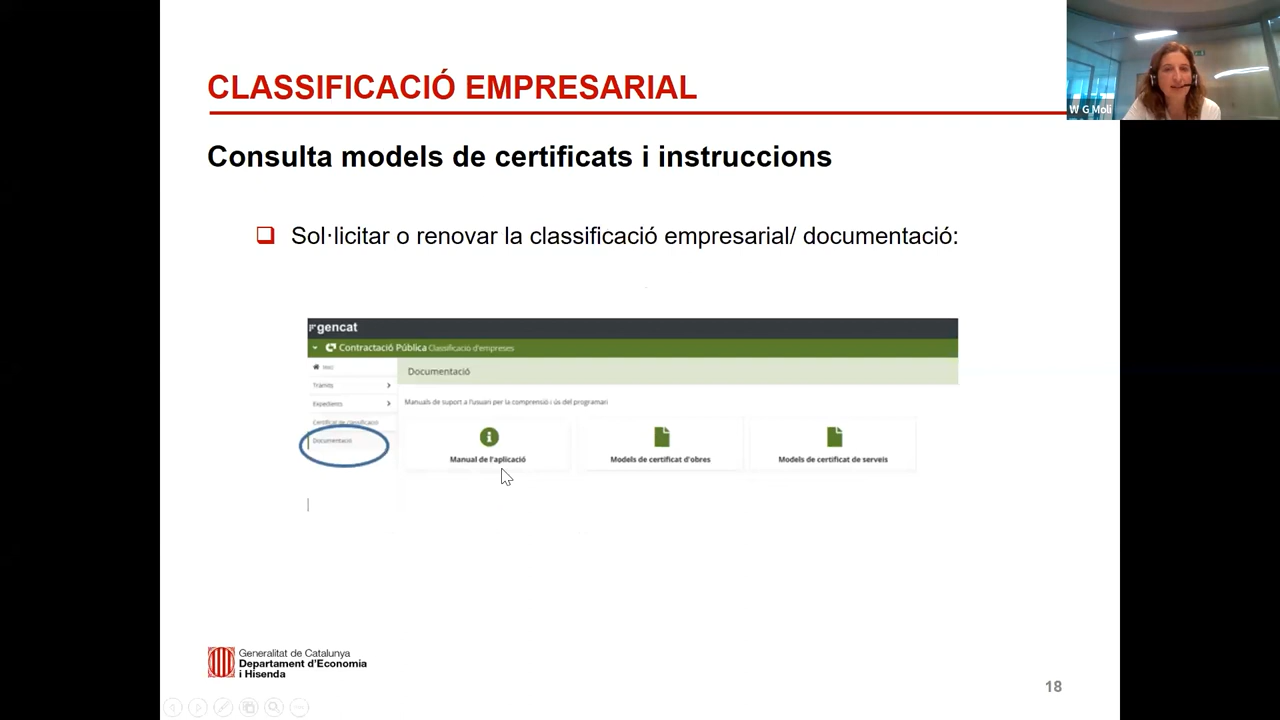 CLASSIFICACIÓ EMPRESARIAL
W G Moli
Consulta models de certificats i instruccions
Sol·licitar o renovar la classificació empresarial/ documentació:
gencat
Contractació Pública Classificació d'empreses
Inici
Documentació
Tràmits
Manuals de suport a l'usuari per la comprensió i ús del programari
Expedients
Certificat de classificació
Documentació
Manual de l'aplicació
Models de certificat d'obres
Models de certificat de serveis
Generalitat de Catalunya
Departament d'Economia
i Hisenda
18